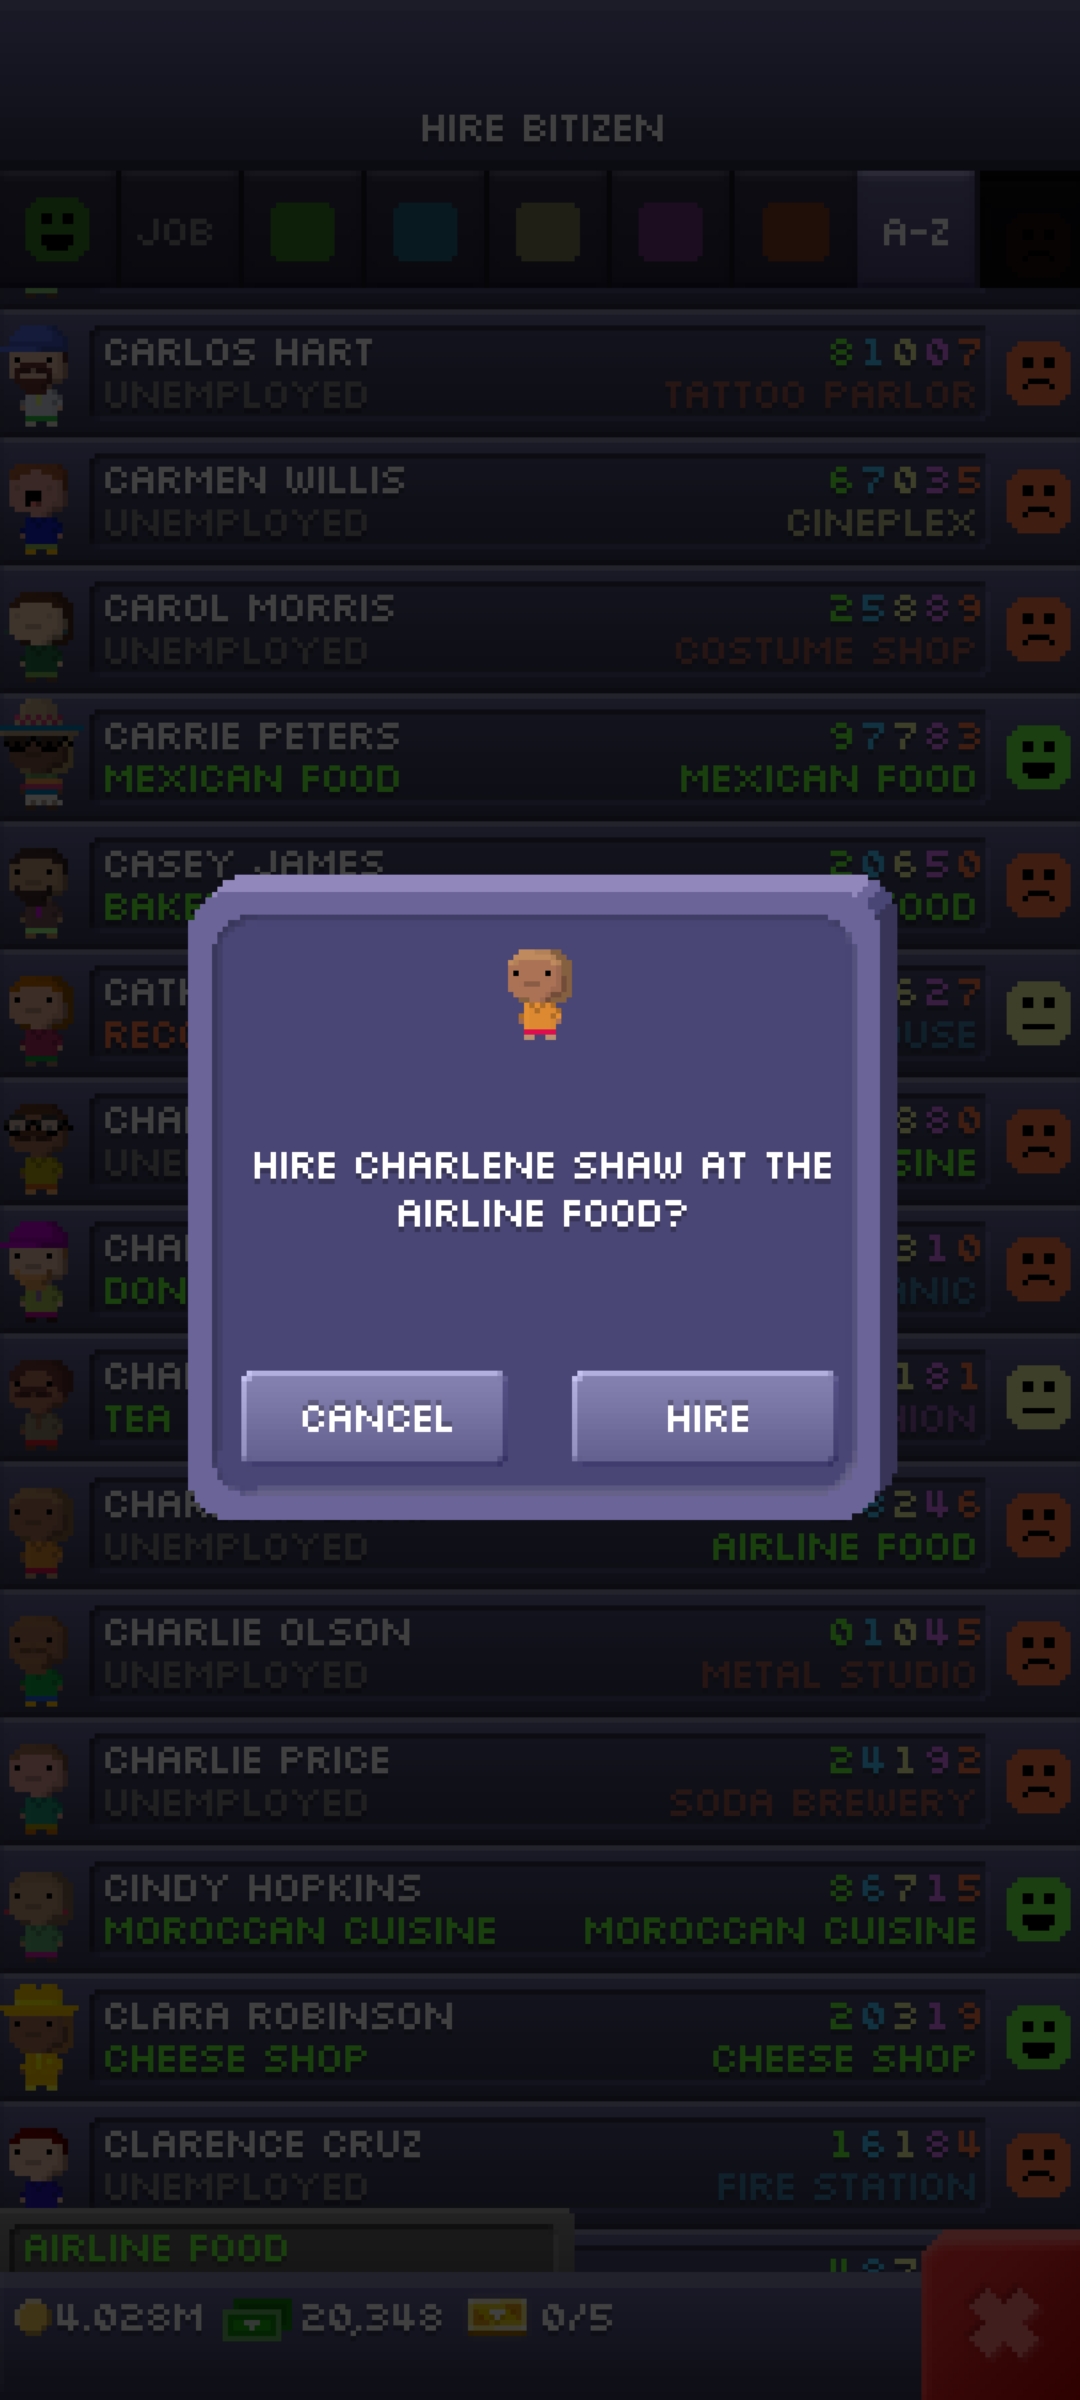 HIRE BITIZEN
JOB
A-Z
CARLOS HART 81007
UNEMPLOYED TATTOO PARLOR
CARMEN WILLIS 67035
UNEMPLOYED CINEPLEX
CAROL MORRIS 25889
UNEMPLOYED COSTUME SHOP
CARRIE PETERS 97783
MEXICAN FOOD MEXICAN FOOD
CASEY JAMES 20650
HIRE CHARLENE SHAW AT THE
AIRLINE FOOD?
CANCEL HIRE
246
UNEMPLOYED AIRLINE FOOD
CHARLIE OLSON 01045
UNEMPLOYED METAL STUDIO
CHARLIE PRICE 24192
UNEMPLOYED SODA BREWERY
CINDY HOPKINS 86715
MOROCCAN CUISINE MOROCCAN CUISINE
CLARA ROBINSON 20319
CHEESE SHOP CHEESE SHOP
CLARENCE CRUZ 16184
UNEMPLOYED FIRE STATION
AIRLINE FOOD
4.028M 20,348 0/5